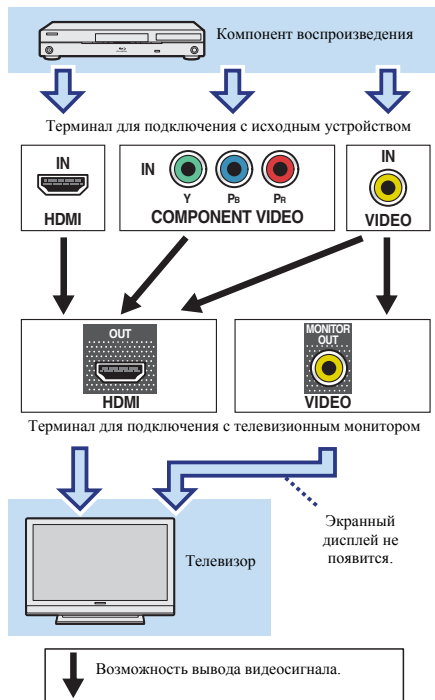 Компонент воспроизведения
Терминал для подключения с исходным устройством
IN
HDMI
IN
Y PB PR
COMPONENT VIDEO
IN
VIDEO
OUT
HDMI
MONITOR
OUT
VIDEO
Терминал для подключения с телевизионным монитором
Телевизор
Экранный
дисплей не
появится.
Возможность вывода видеосигнала.